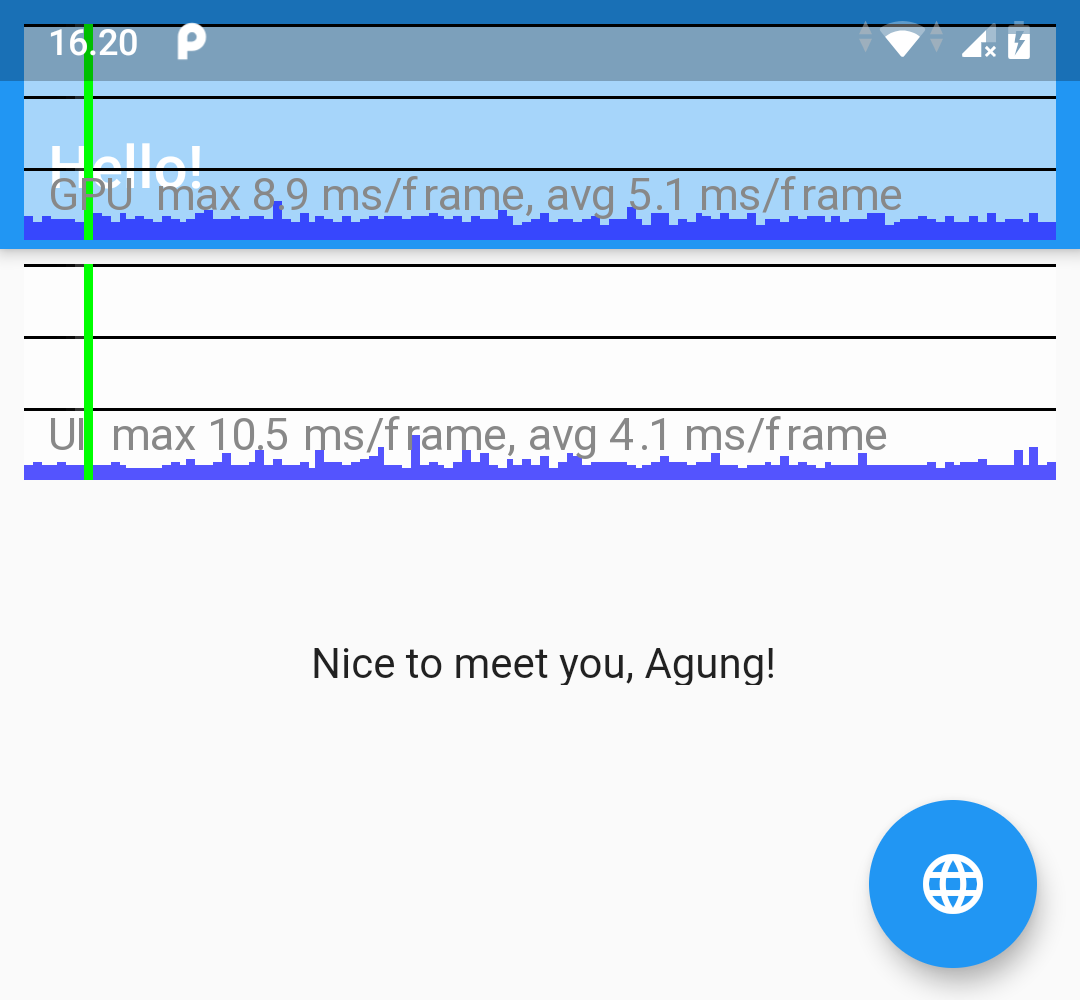 16.20
Hello!
GPU max 8.9 ms/frame, avg 5.1 ms/frame
UI max 10.5 ms/frame, avg 4.1 ms/frame
Nice to meet you, Agung!